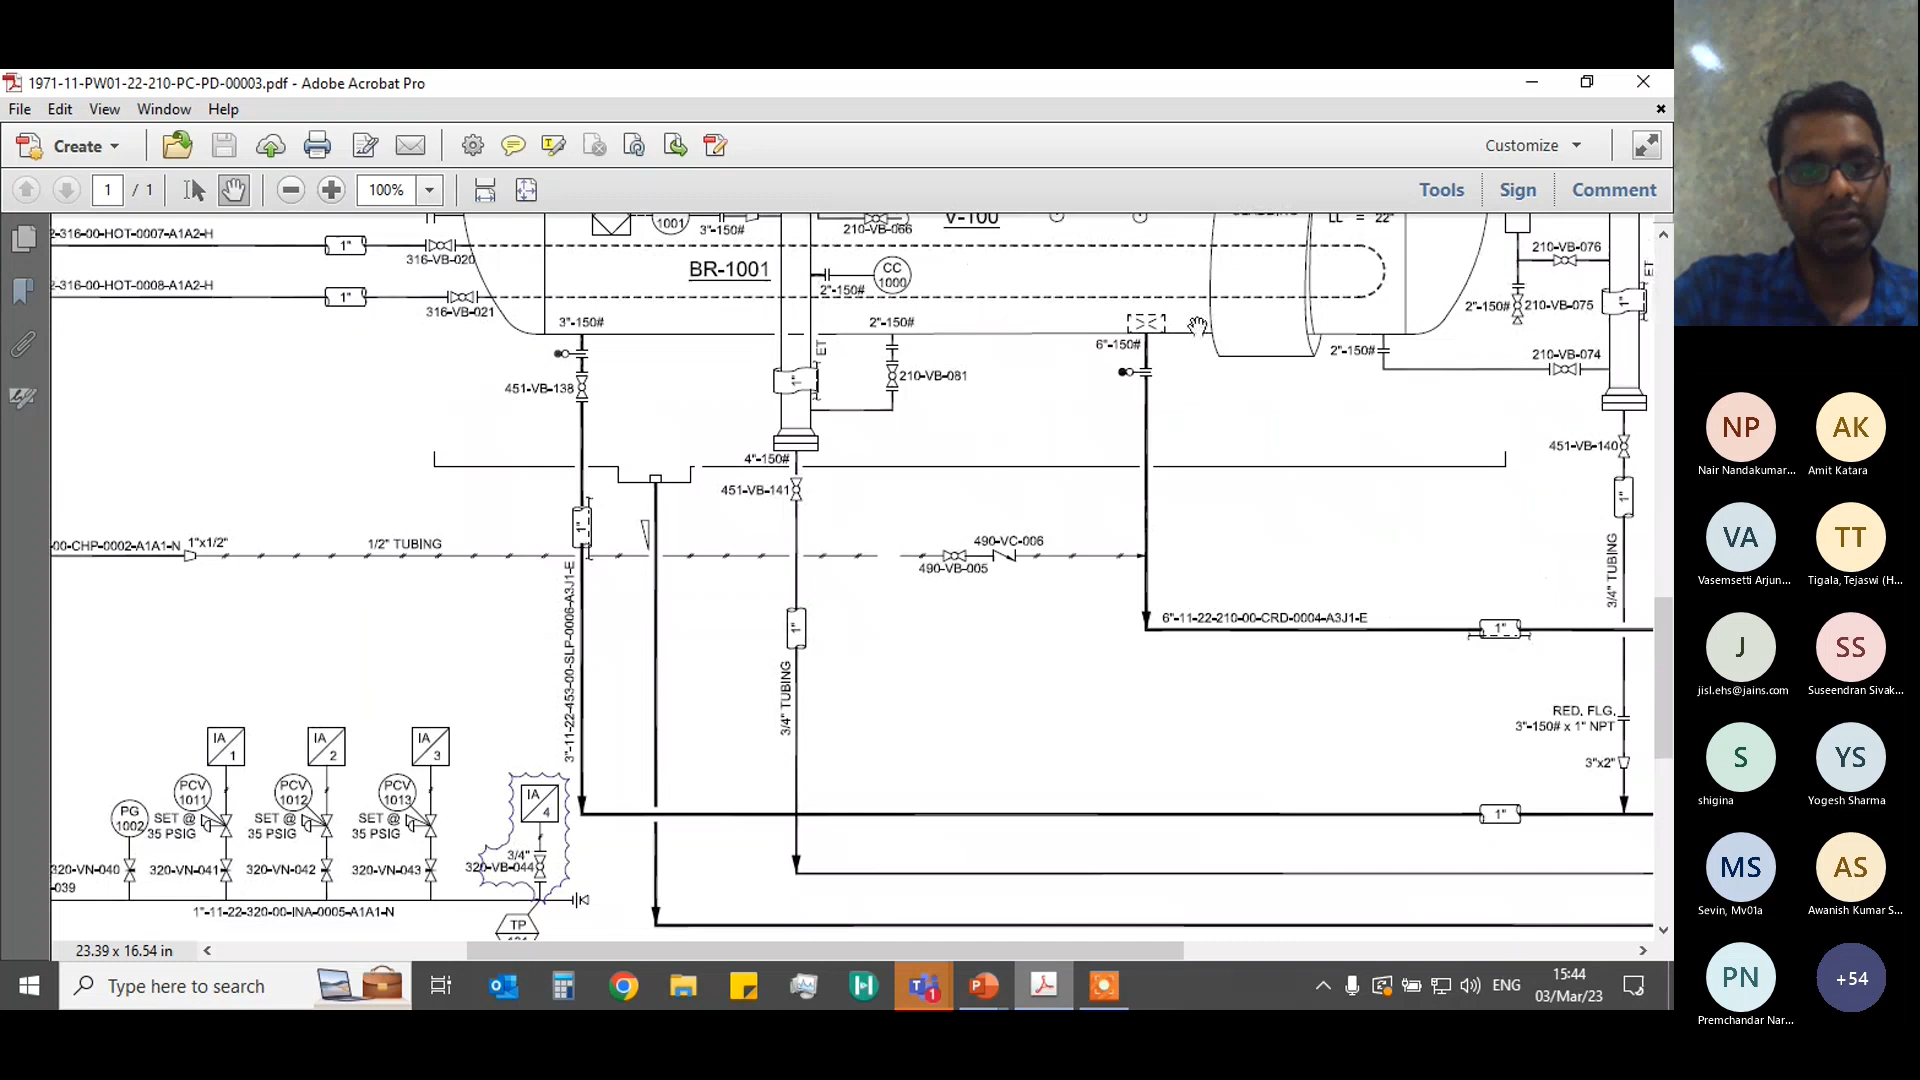 1971-11-PW01-22-210-PC-PD-00003.pdf - Adobe Acrobat Pro
File Edit View Window Help
Create
Customize
1 / 1
100%
Tools
Sign
Comment
2-316-00-HOT-0007-A1A2-H
1"
316-VB-020
1001
3"-150#
210-VB-066
V-100
LL = 22"
210-VB-076
BR-1001
CC
1000
2"-150#
ET
2-316-00-HOT-0008-A1A2-H
1"
316-VB-021
2"-150#
210-VB-075
1"
3"-150#
2"-150#
6"-150#
2"-150#
210-VB-074
ET
1"
451-VB-138
210-VB-081
4"-150#
451-VB-140
451-VB-141
1"
1"
00-CHP-0002-A1A1-N
1"x1/2"
1/2" TUBING
490-VC-006
490-VB-005
3/4" TUBING
3"-11-22-453-00-SLP-0006-A3J1-E
1"
6"-11-22-210-00-CRD-0004-A3J1-E
1"
3/4" TUBING
RED. FLG.
3"-150# x 1" NPT
3"x2"
IA
1
IA
2
IA
3
IA
4
PCV
1011
PCV
1012
PCV
1013
PG
1002
SET @
35 PSIG
SET @
35 PSIG
SET @
35 PSIG
1"
3/4"
320-VB-044
320-VN-040
320-VN-041
320-VN-042
320-VN-043
-039
1"-11-22-320-00-INA-0005-A1A1-N
TP
23.39 x 16.54 in
Type here to search
1
ENG
15:44
03/Mar/23
NP
Nair Nandakumar...
AK
Amit Katara
VA
Vasemsetti Arjun...
TT
Tigala, Tejaswi (H...
J
jisl.ehs@jains.com
SS
Suseendran Sivak...
S
shigina
YS
Yogesh Sharma
MS
Sevin, Mv01a
AS
Awanish Kumar S...
PN
Premchandar Nar...
+54